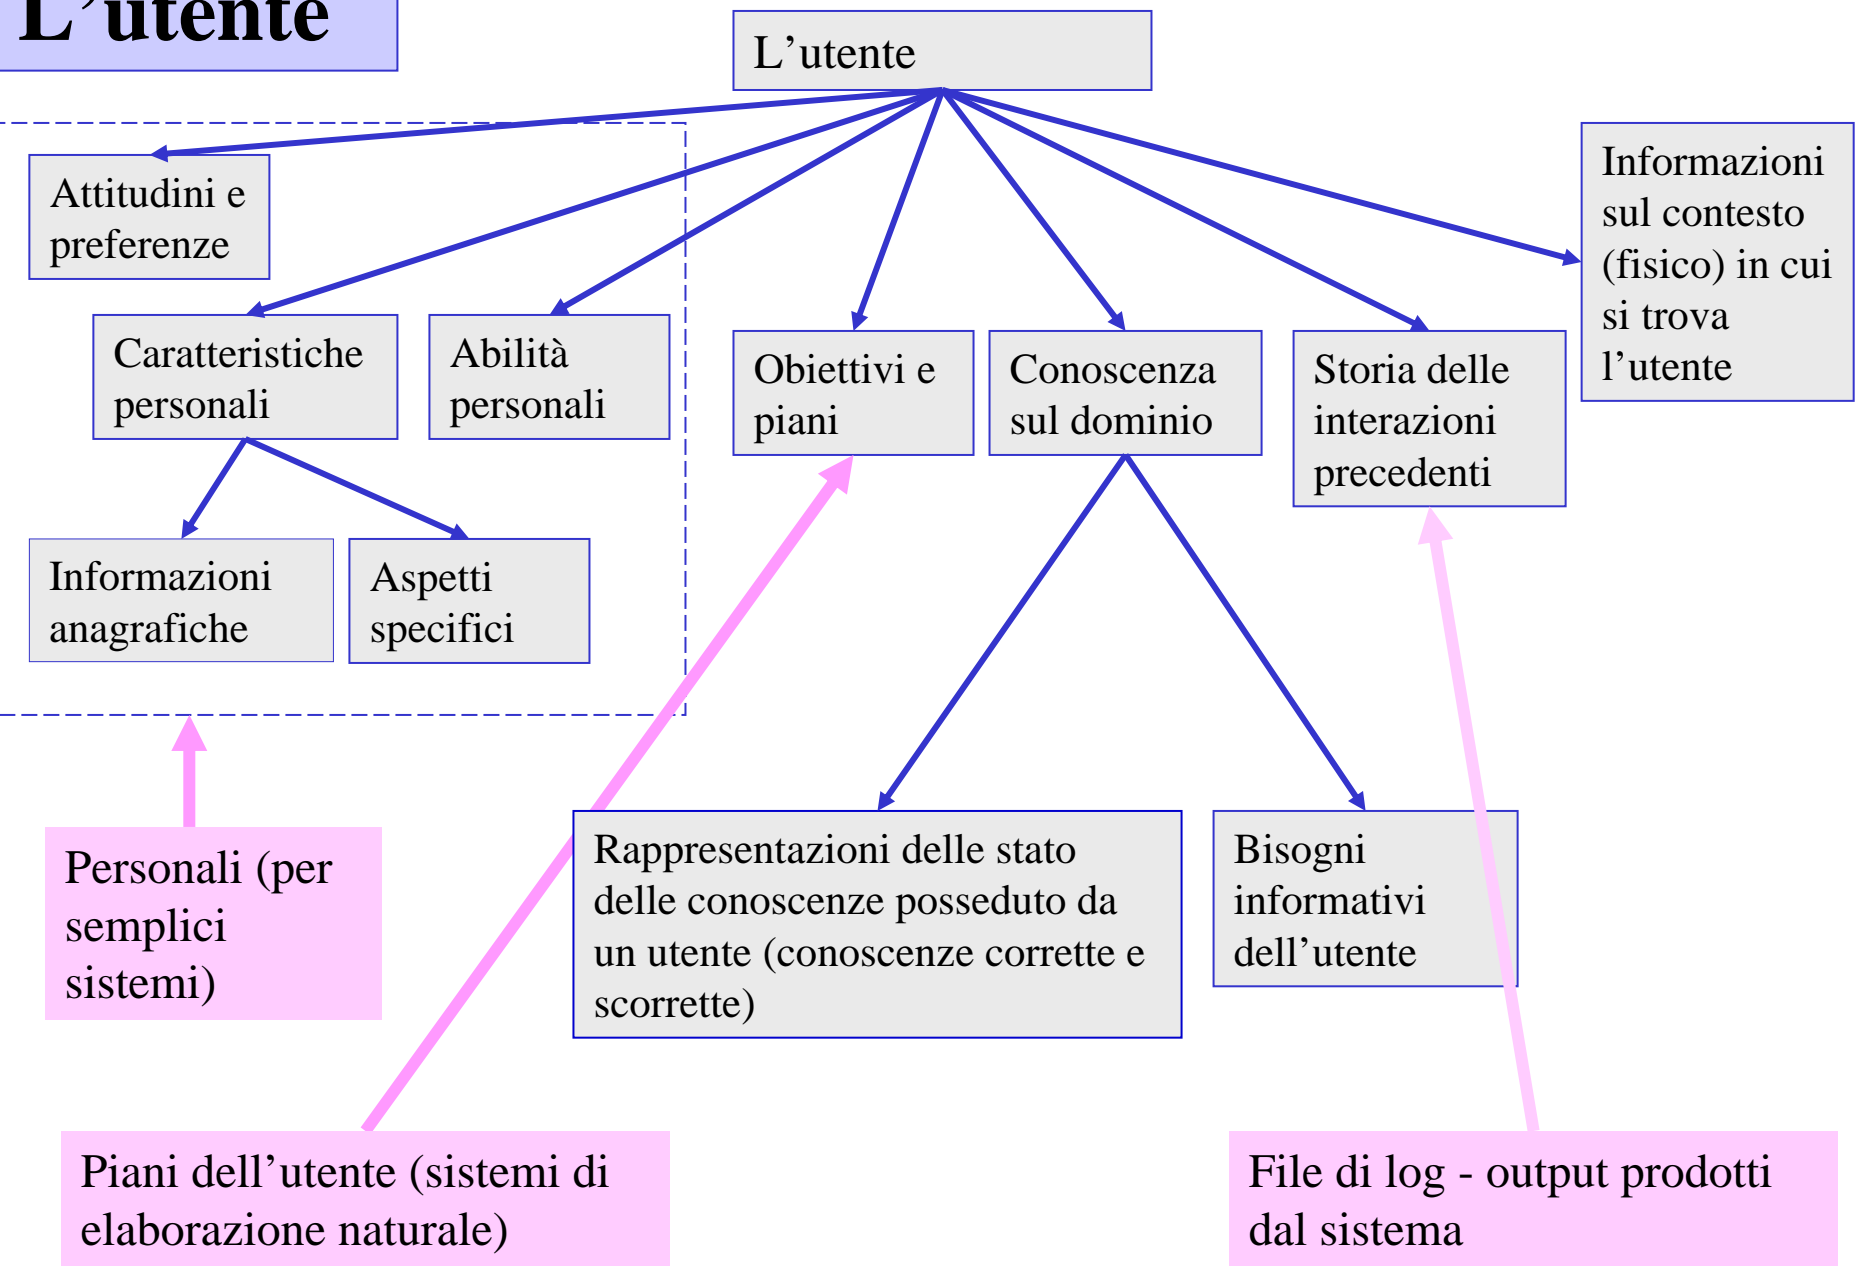 L’utente
L’utente
Attitudini e
preferenze
Caratteristiche
personali
Abilità
personali
Obiettivi e
piani
Conoscenza
sul dominio
Storia delle
interazioni
precedenti
Informazioni
sul contesto
(fisico) in cui
si trova
l’utente
Informazioni
anagrafiche
Aspetti
specifici
Personali (per
semplici
sistemi)
Rappresentazioni delle stato
delle conoscenze posseduto da
un utente (conoscenze corrette e
scorrette)
Bisogni
informativi
dell’utente
Piani dell’utente (sistemi di
elaborazione naturale)
File di log - output prodotti
dal sistema